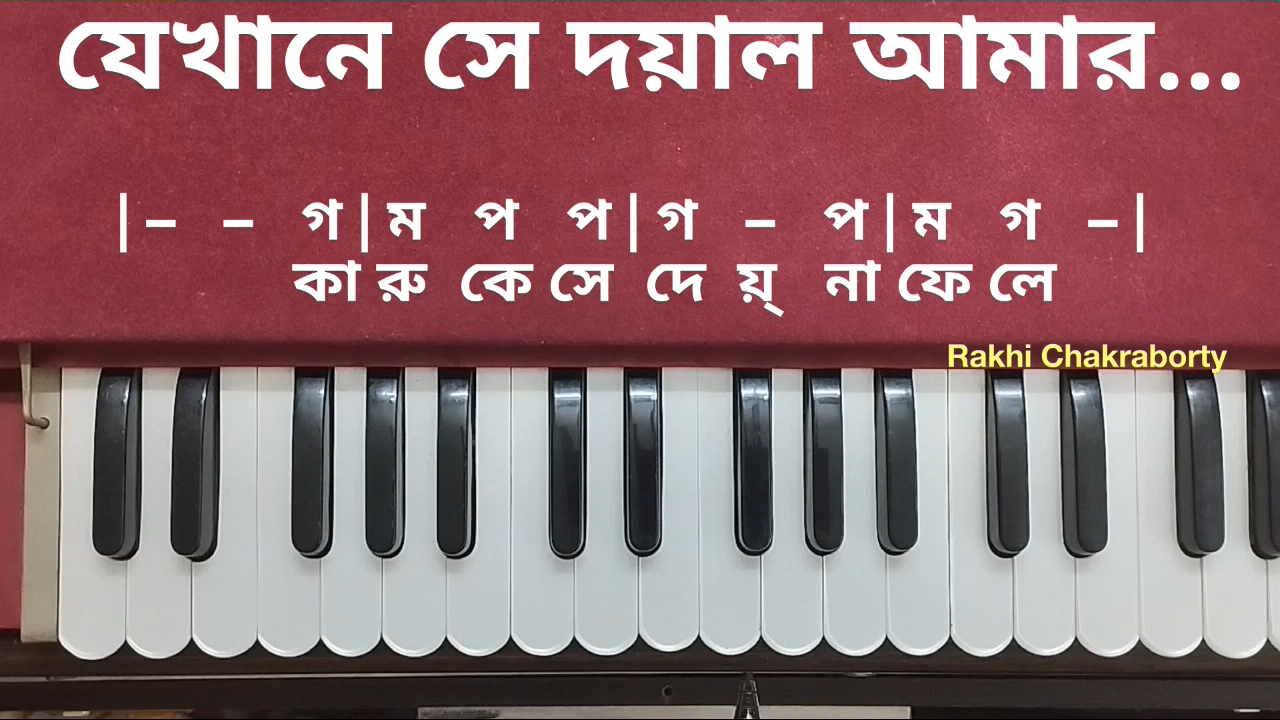 যেখানে সে দয়াল আমার...
|– – গ|ম প প|গ – প|ম গ –|
কা রু কে সে দে য়্ না ফে লে
Rakhi Chakraborty